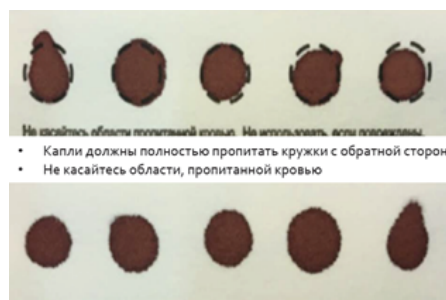 Не касайтесь области пропитанной кровью. Не использовать, если повреждены.
• Капли должны полностью пропитать кружки с обратной сторон
• Не касайтесь области, пропитанной кровью